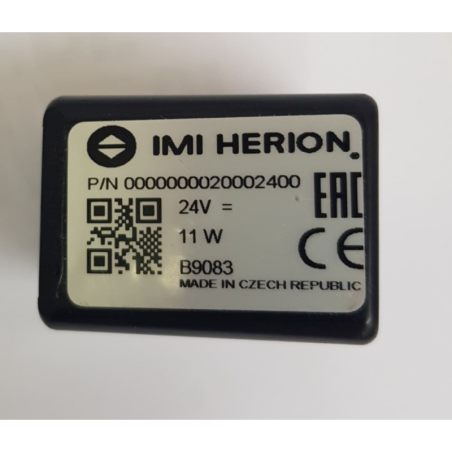 IMI HERION®
P/N 0000000020002400
24V =
11 W
B9083
MADE IN CZECH REPUBLIC
EAC
CE